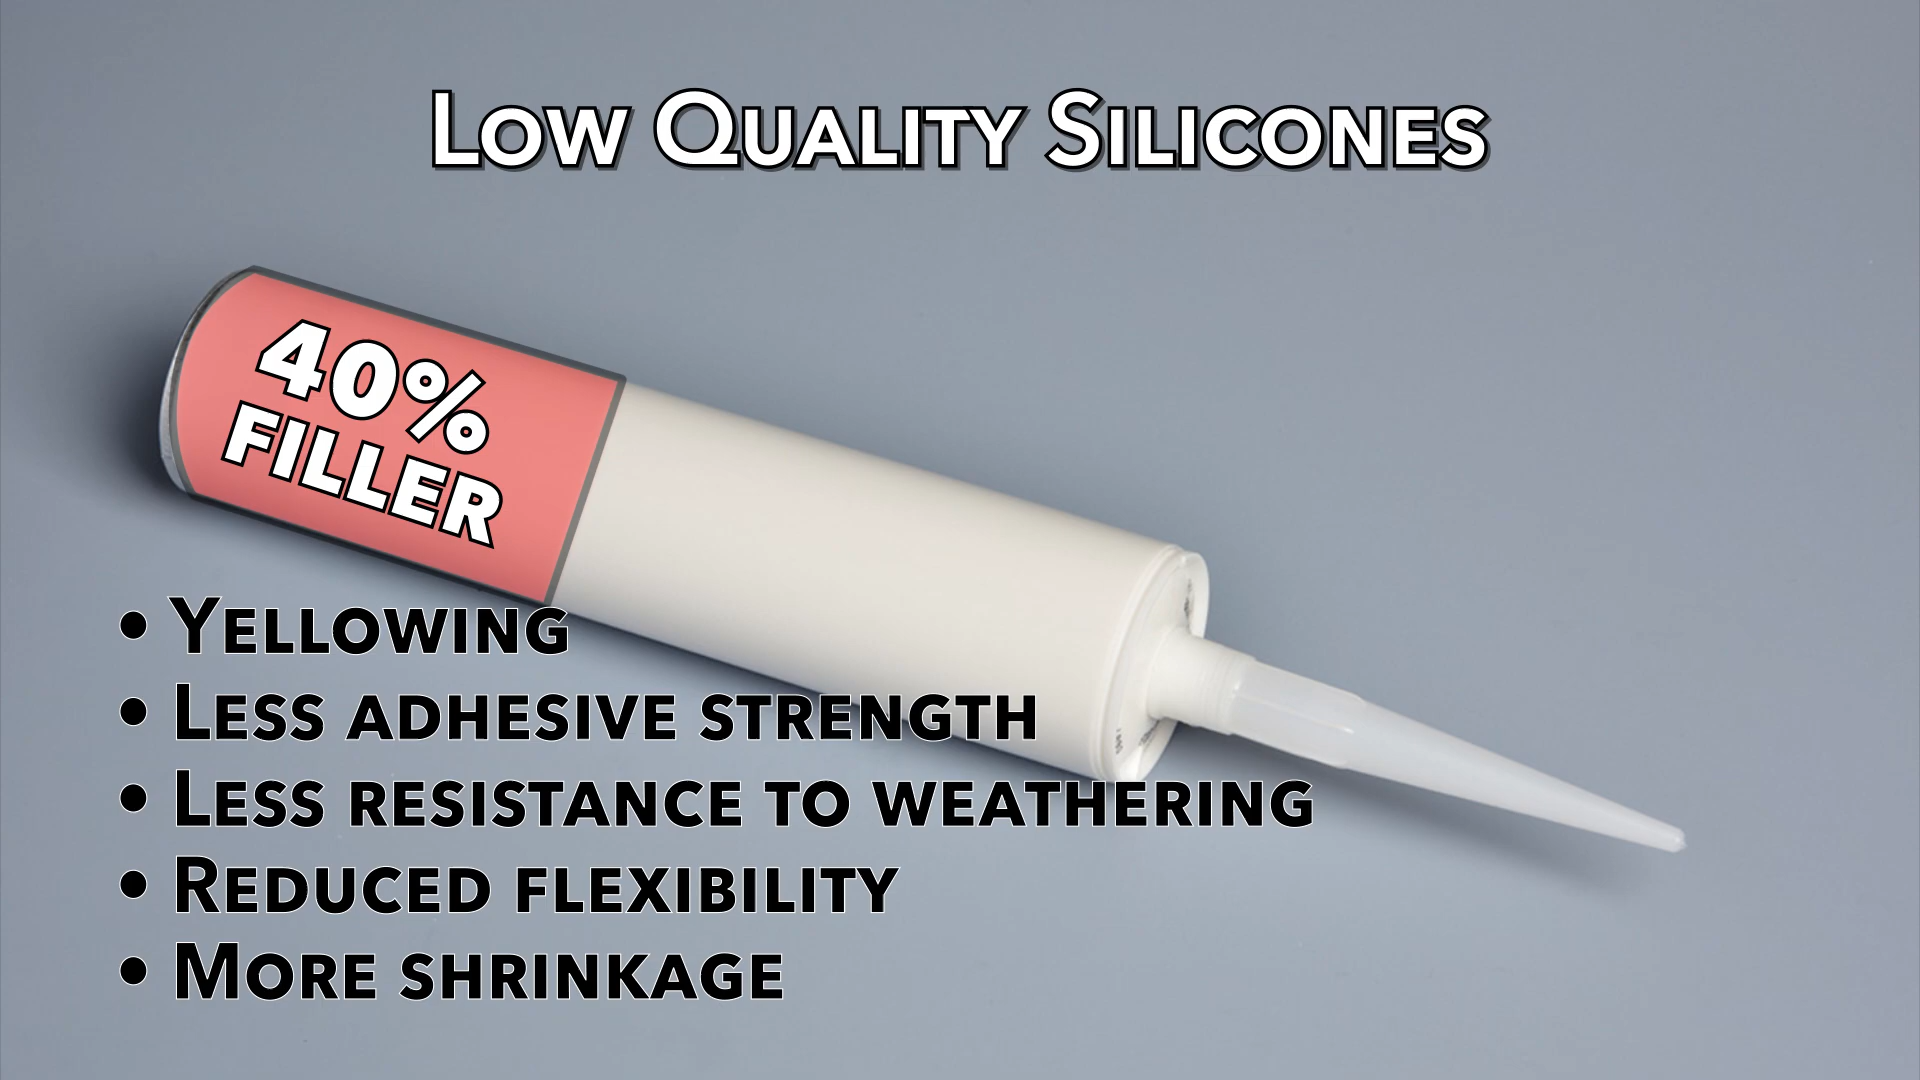 Low Quality Silicones
40%
FILLER
• Yellowing
• Less adhesive strength
• Less resistance to weathering
• Reduced flexibility
• More shrinkage